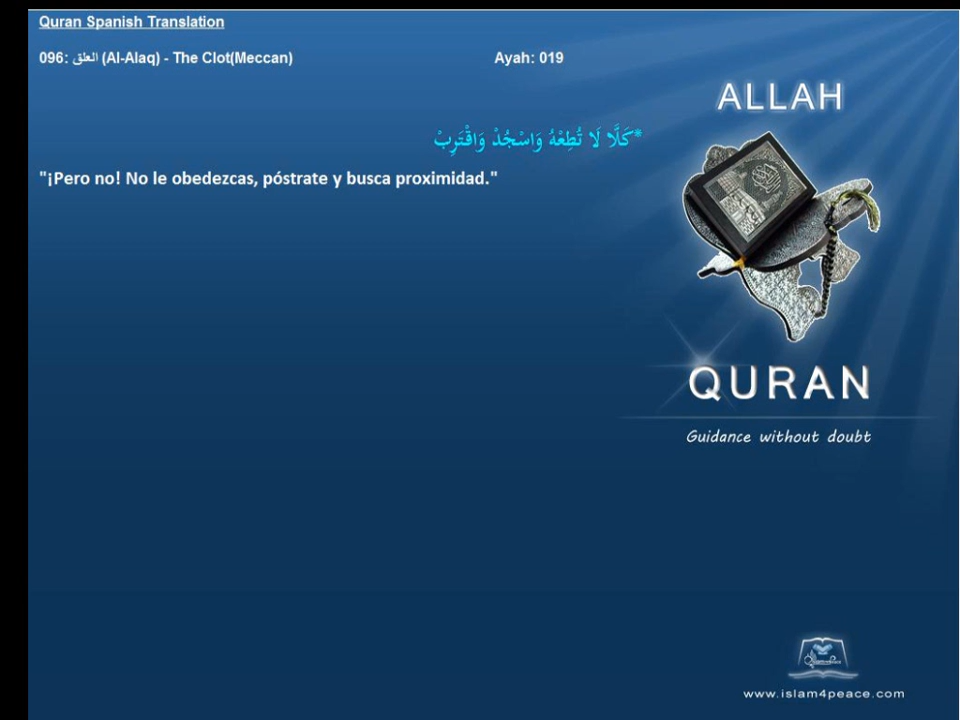 Quran Spanish Translation
096: العلق (Al-Alaq) - The Clot(Meccan) Ayah: 019
ALLAH
*كَلَّا لَا تُطِعْهُ وَاسْجُدْ وَاقْتَرِبْ
"¡Pero no! No le obedezcas, póstrate y busca proximidad."
QURAN
Guidance without doubt
www.islam4peace.com